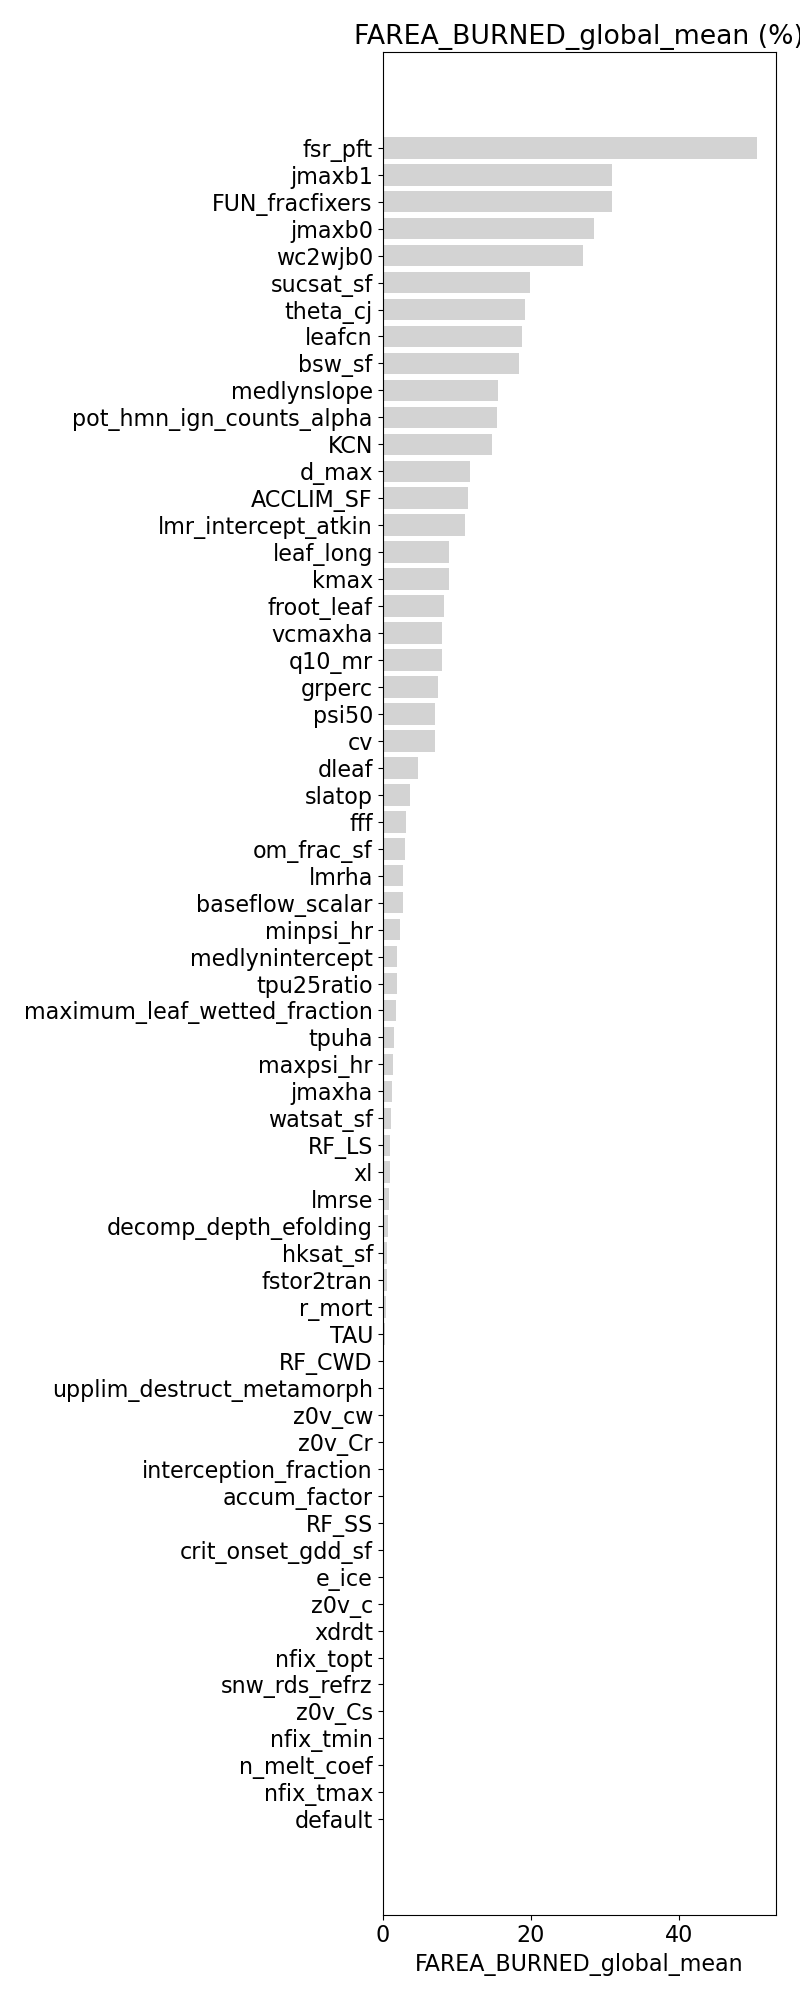 FAREA_BURNED_global_mean (%)
fsr_pft
jmaxb1
FUN_fracfixers
jmaxb0
wc2wjb0
sucsat_sf
theta_cj
leafcn
bsw_sf
medlynslope
pot_hmn_ign_counts_alpha
KCN
d_max
ACCLIM_SF
lmr_intercept_atkin
leaf_long
kmax
froot_leaf
vcmaxha
q10_mr
grperc
psi50
cv
dleaf
slatop
fff
om_frac_sf
lmrha
baseflow_scalar
minpsi_hr
medlynintercept
tpu25ratio
maximum_leaf_wetted_fraction
tpuha
maxpsi_hr
jmaxha
watsat_sf
RF_LS
xl
lmrse
decomp_depth_efolding
hksat_sf
fstor2tran
r_mort
TAU
RF_CWD
upplim_destruct_metamorph
z0v_cw
z0v_Cr
interception_fraction
accum_factor
RF_SS
crit_onset_gdd_sf
e_ice
z0v_c
xdrdt
nfix_topt
snw_rds_refrz
z0v_Cs
nfix_tmin
n_melt_coef
nfix_tmax
default
0 20 40
FAREA_BURNED_global_mean